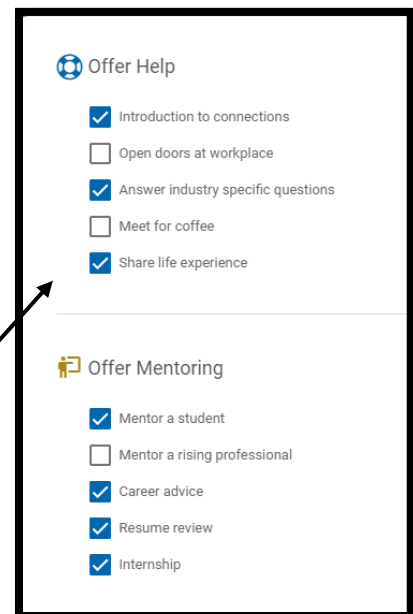 Offer Help
Introduction to connections
Open doors at workplace
Answer industry specific questions
Meet for coffee
Share life experience
Offer Mentoring
Mentor a student
Mentor a rising professional
Career advice
Resume review
Internship